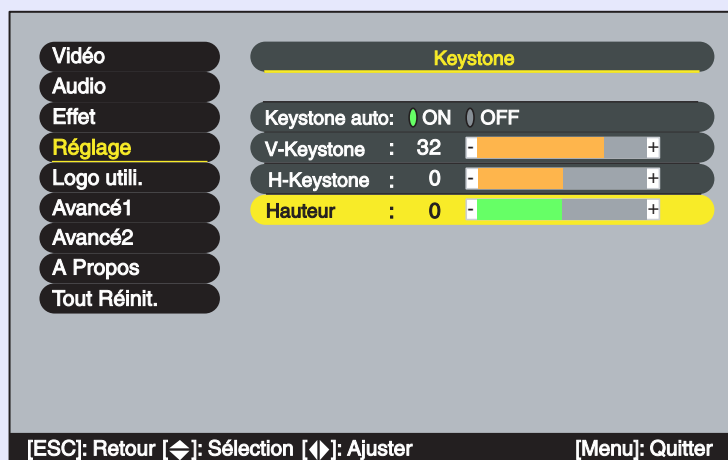 Vidéo
Audio
Effet
Réglage
Logo utili.
Avancé1
Avancé2
A Propos
Tout Réinit.
Keystone
Keystone auto: ON OFF
V-Keystone : 32 - +
H-Keystone : 0 - +
Hauteur : 0 - +
[ESC]: Retour []: Sélection []: Ajuster [Menu]: Quitter